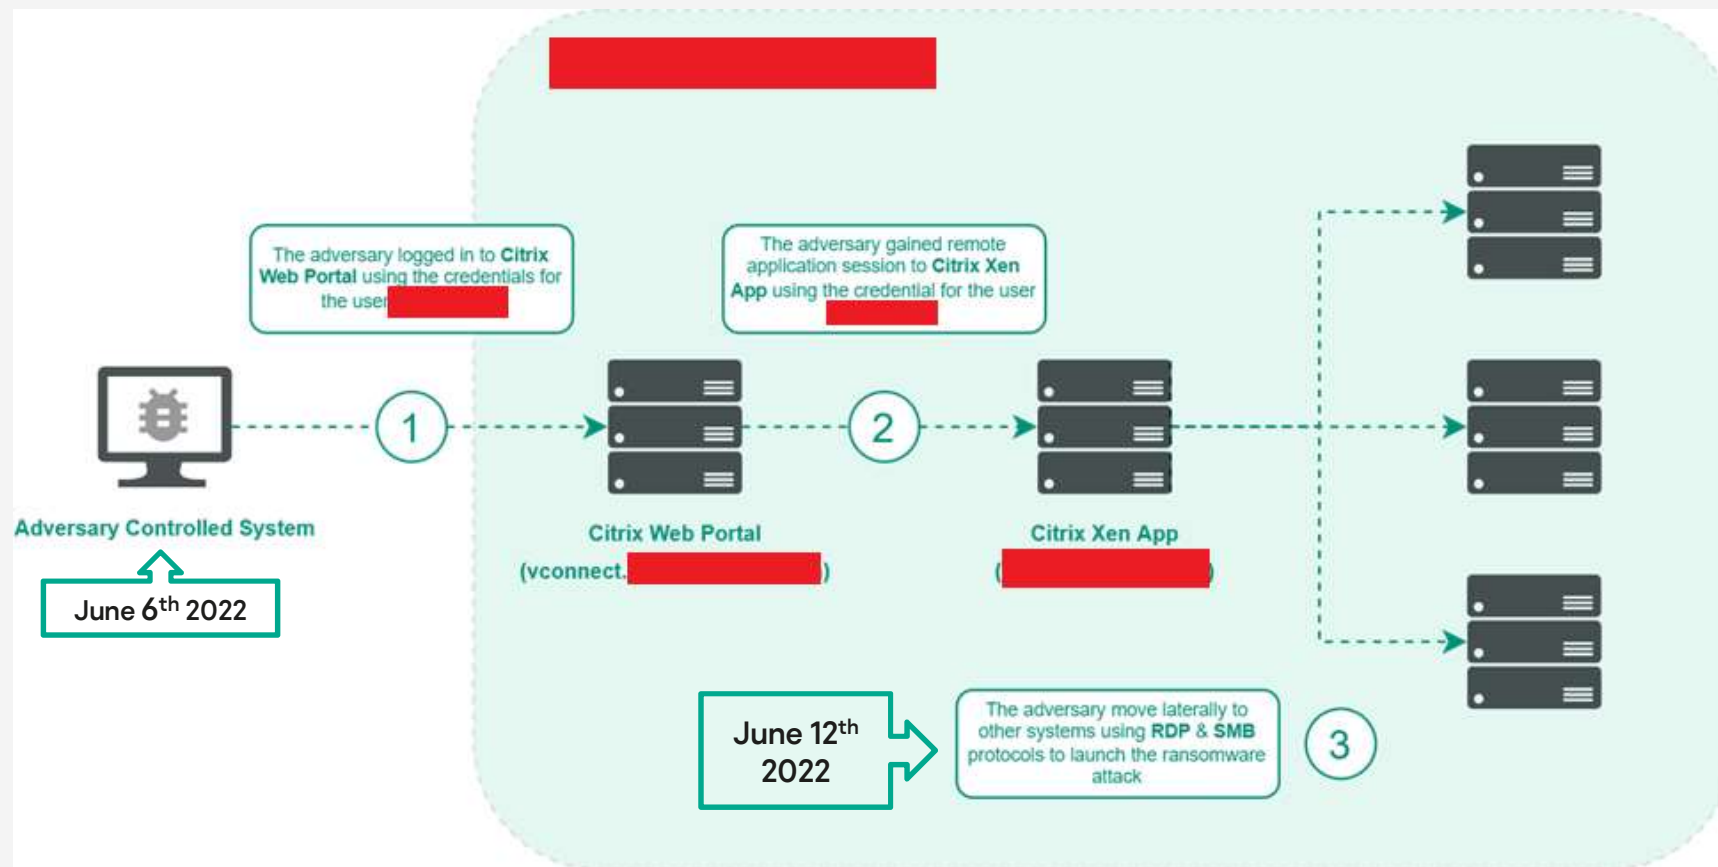 The adversary logged in to Citrix
Web Portal using the credentials for
the user
The adversary gained remote
application session to Citrix Xen
App using the credential for the user
1
2
Adversary Controlled System
June 6th 2022
Citrix Web Portal
(vconnect. )
Citrix Xen App
( )
June 12th
2022
The adversary move laterally to
other systems using RDP & SMB
protocols to launch the ransomware
attack
3